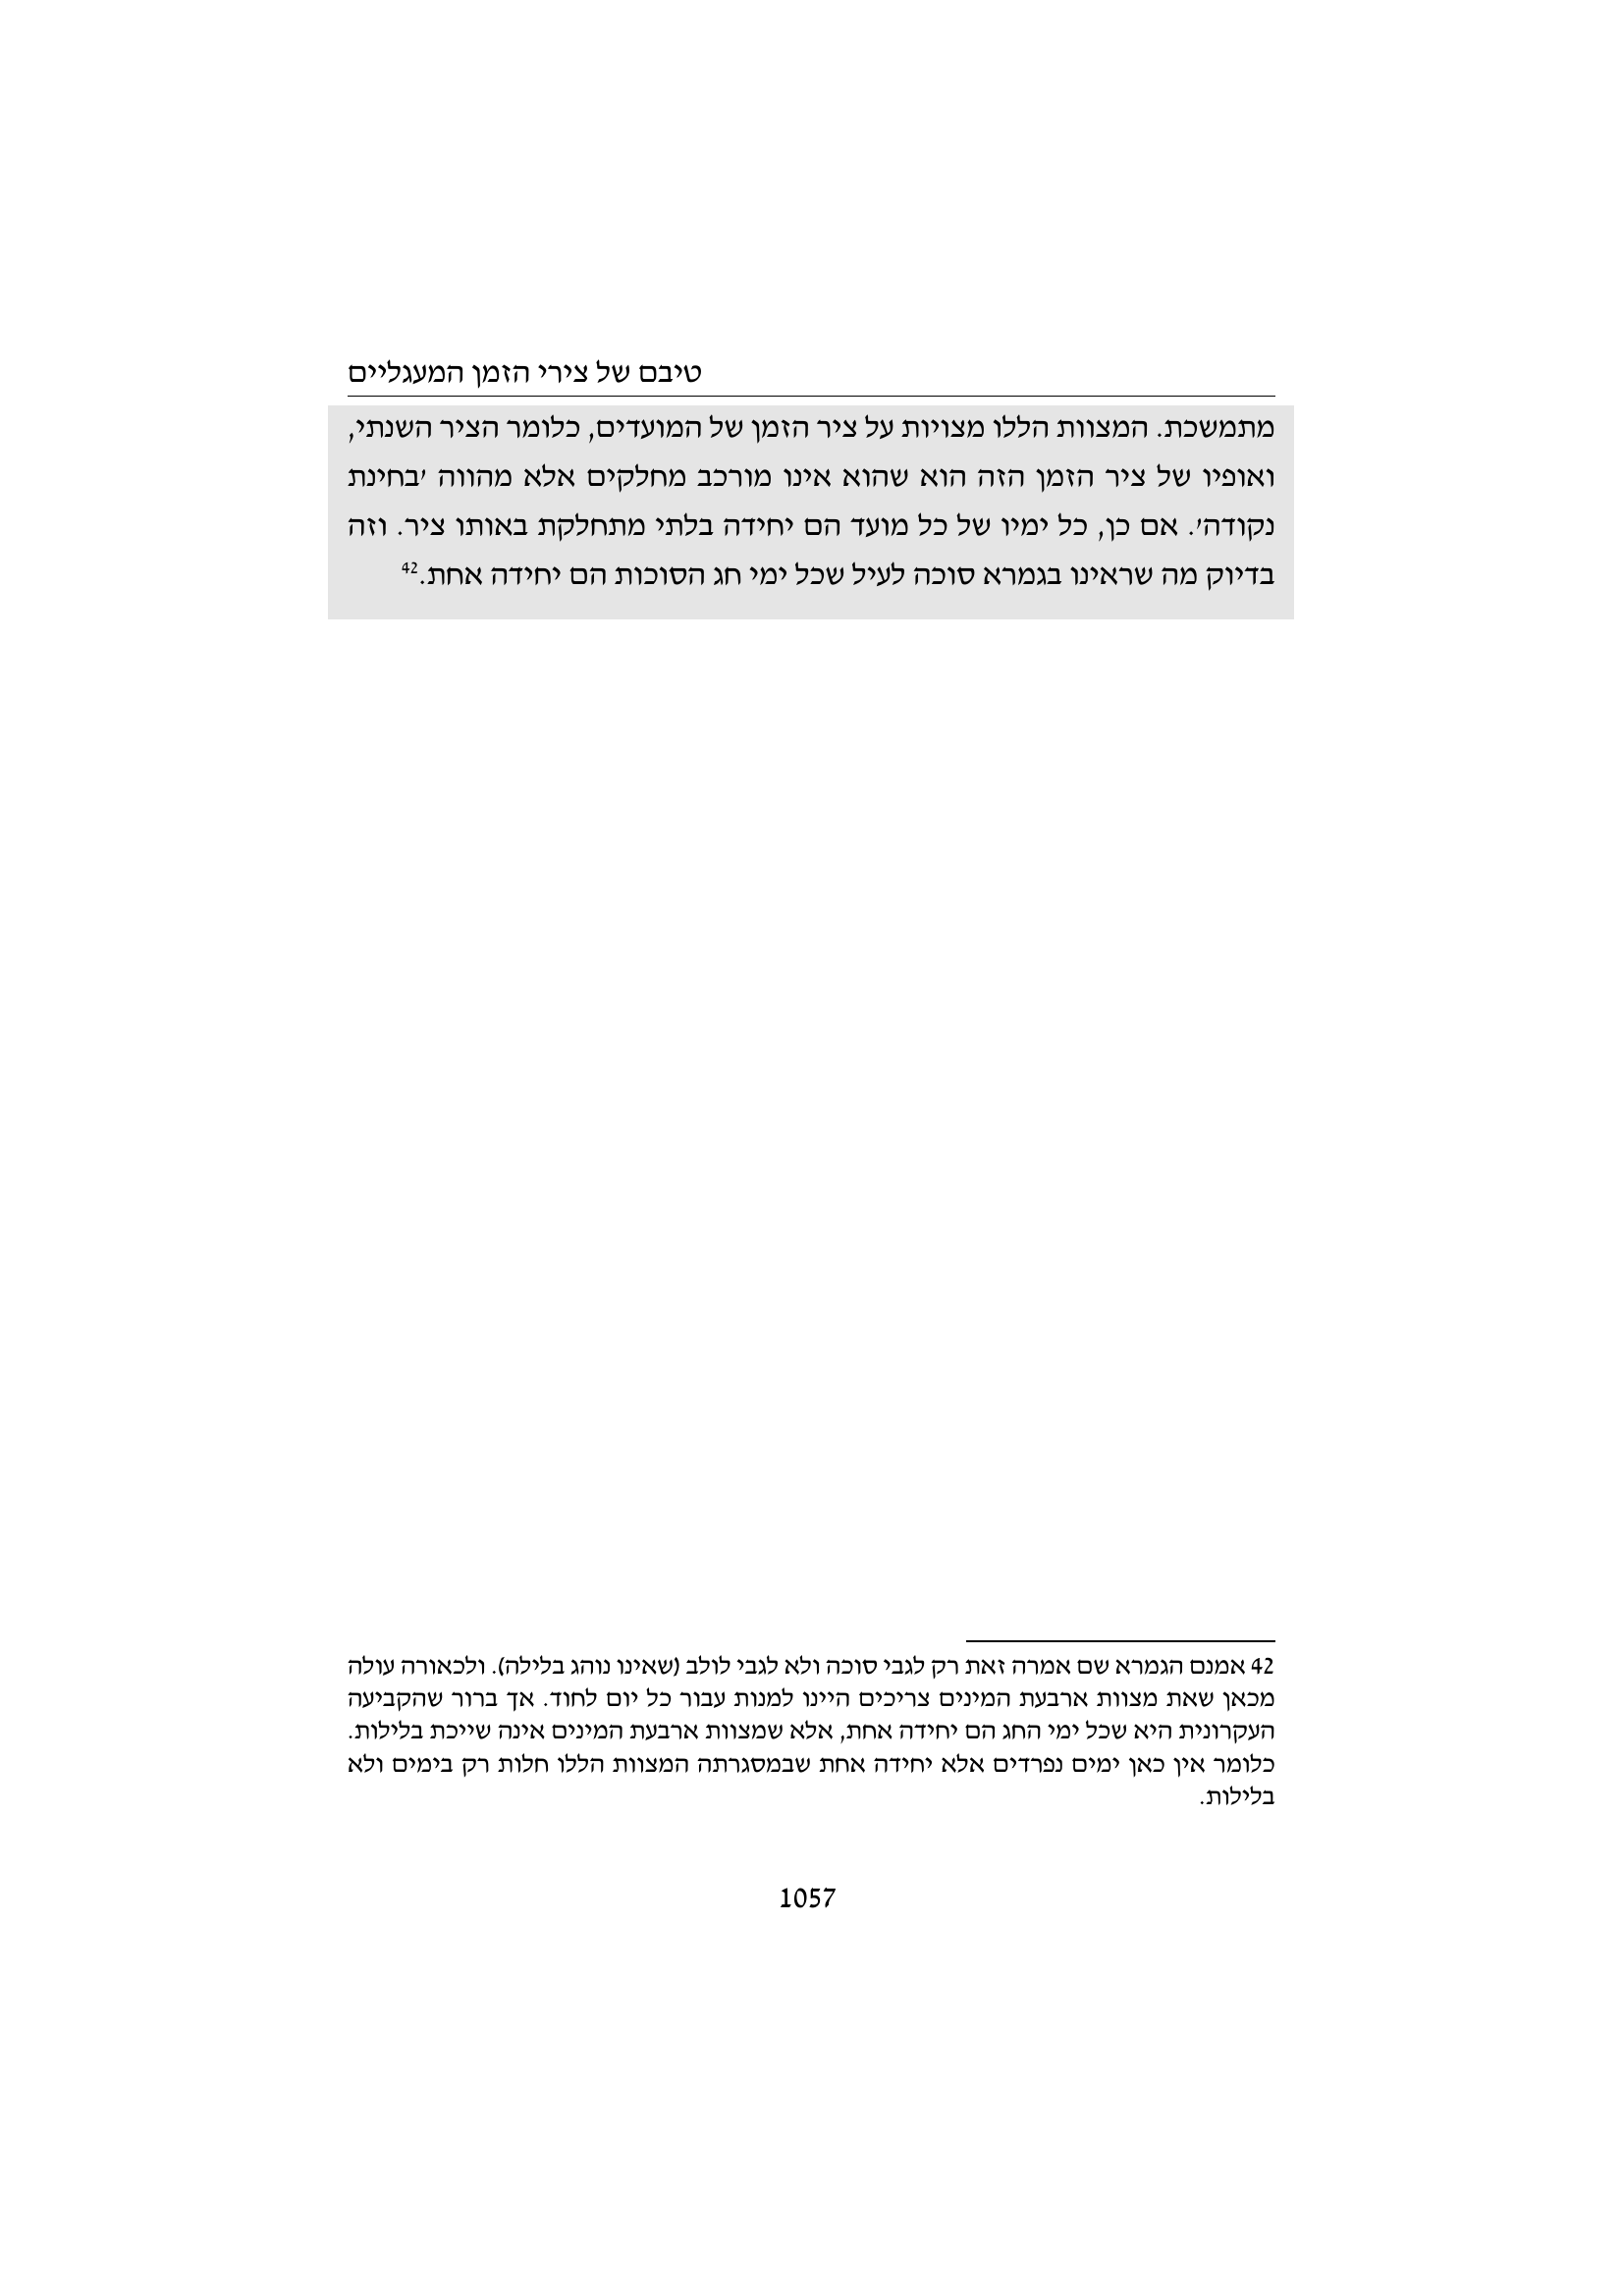 טיבם של צירי הזמן המעגליים
מתמשכת. המצוות הללו מצויות על ציר הזמן של המועדים, כלומר הציר השנתי,
ואופיו של ציר הזמן הזה הוא שהוא אינו מורכב מחלקים אלא מהווה 'בחינת
נקודה'. אם כן, כל ימיו של כל מועד הם יחידה בלתי מתחלקת באותו ציר. וזה
בדיוק מה שראינו בגמרא סוכה לעיל שכל ימי חג הסוכות הם יחידה אחת.42
42 אמנם הגמרא שם אמרה זאת רק לגבי סוכה ולא לגבי לולב (שאינו נוהג בלילה). ולכאורה עולה
מכאן שאת מצוות ארבעת המינים צריכים היינו למנות עבור כל יום לחוד. אך ברור שהקביעה
העקרונית היא שכל ימי החג הם יחידה אחת, אלא שמצוות ארבעת המינים אינה שייכת בלילות.
כלומר אין כאן ימים נפרדים אלא יחידה אחת שבמסגרתה המצוות הללו חלות רק בימים ולא
בלילות.
1057